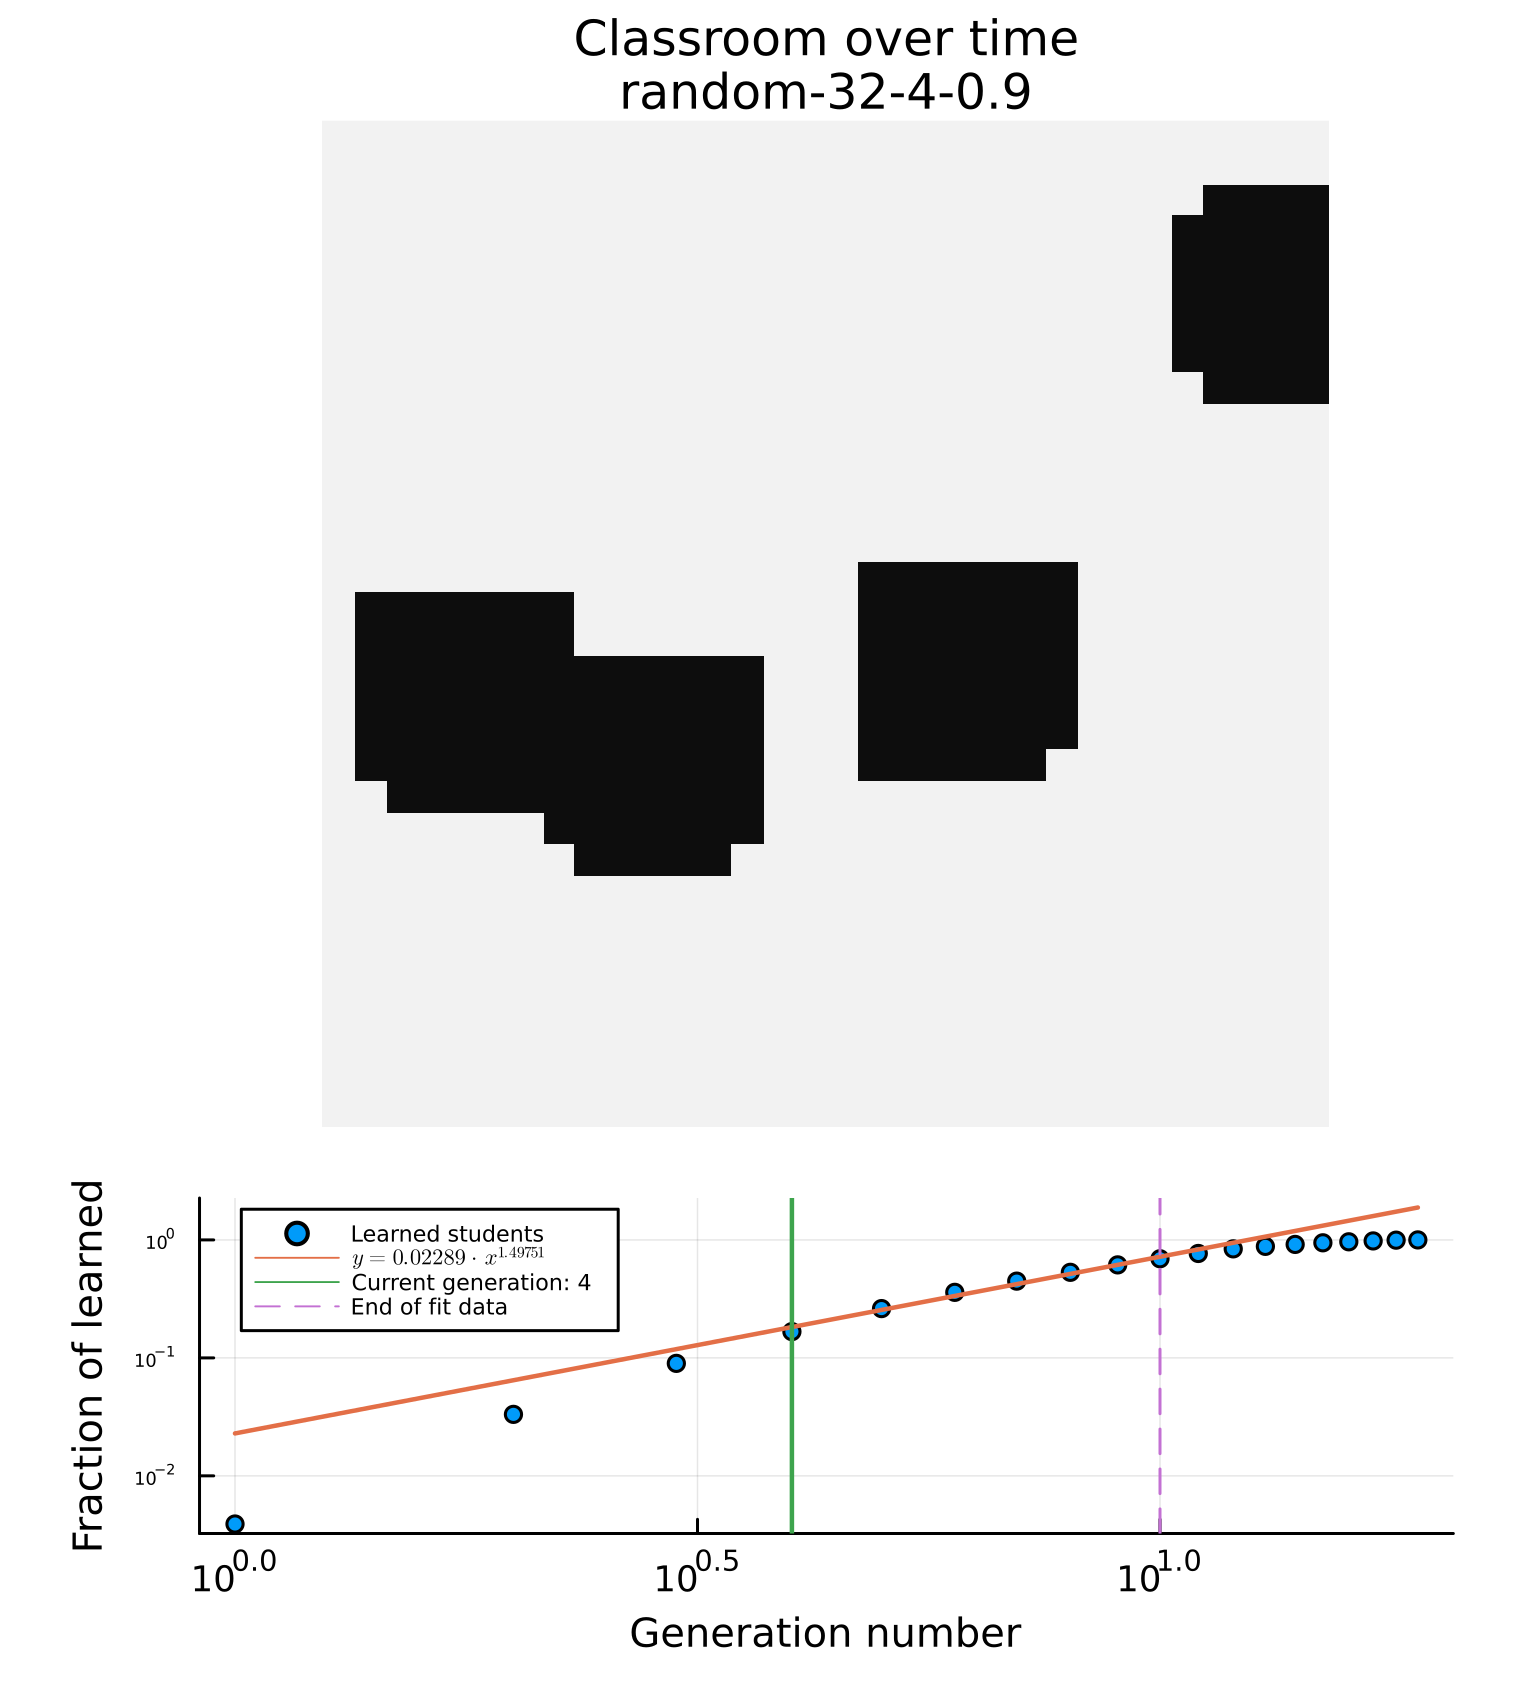 Classroom over time
random-32-4-0.9
Fraction of learned
10⁰
10⁻¹
10⁻²
Learned students
y = 0.02289 · x^1.49751
Current generation: 4
End of fit data
10^0.0
10^0.5
10^1.0
Generation number